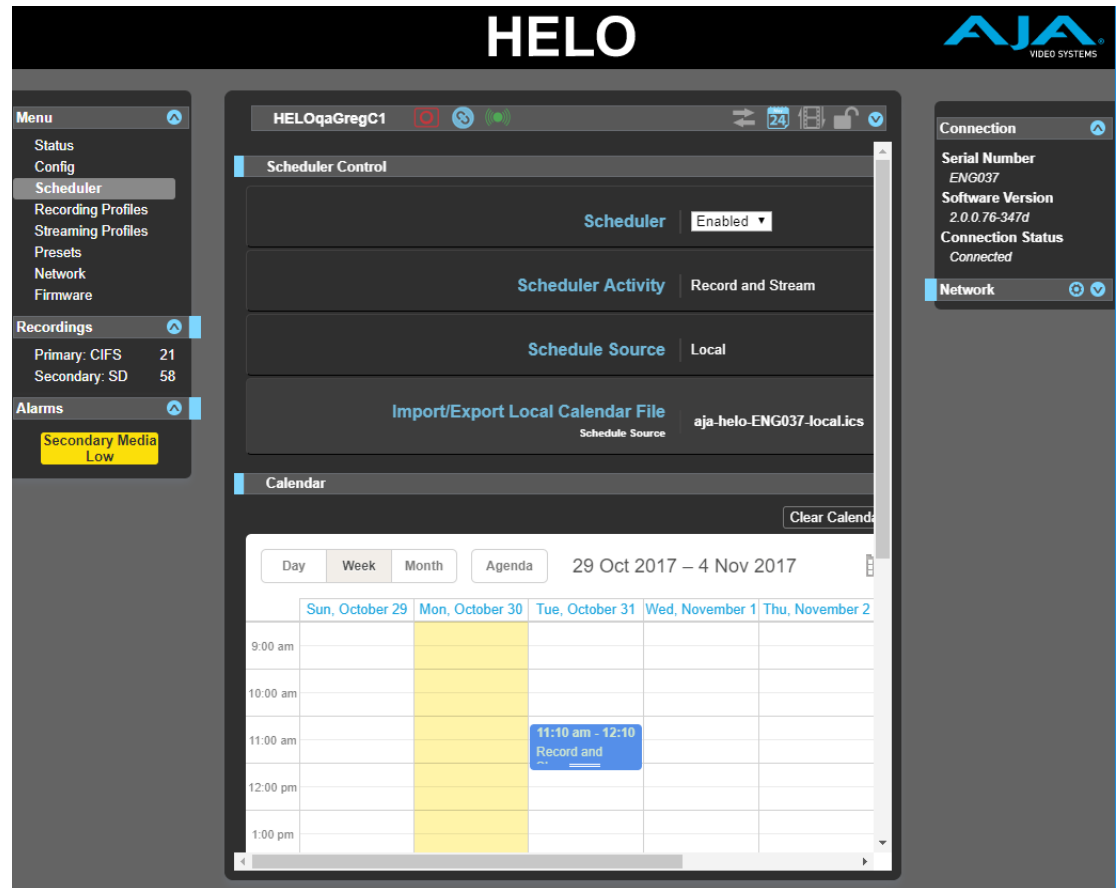 HELO
AJA
VIDEO SYSTEMS
Menu
Status
Config
Scheduler
Recording Profiles
Streaming Profiles
Presets
Network
Firmware
Recordings
Primary: CIFS 21
Secondary: SD 58
Alarms
Secondary Media
Low
HELOqaGregC1
24
Scheduler Control
Scheduler Enabled
Scheduler Activity Record and Stream
Schedule Source Local
Import/Export Local Calendar File aja-helo-ENG037-local.ics
Schedule Source
Calendar
Clear Calenda
Day Week Month Agenda 29 Oct 2017 – 4 Nov 2017
Sun, October 29 Mon, October 30 Tue, October 31 Wed, November 1 Thu, November 2
9:00 am
10:00 am
11:00 am
11:10 am - 12:10
Record and
12:00 pm
1:00 pm
Connection
Serial Number
ENG037
Software Version
2.0.0.76-347d
Connection Status
Connected
Network